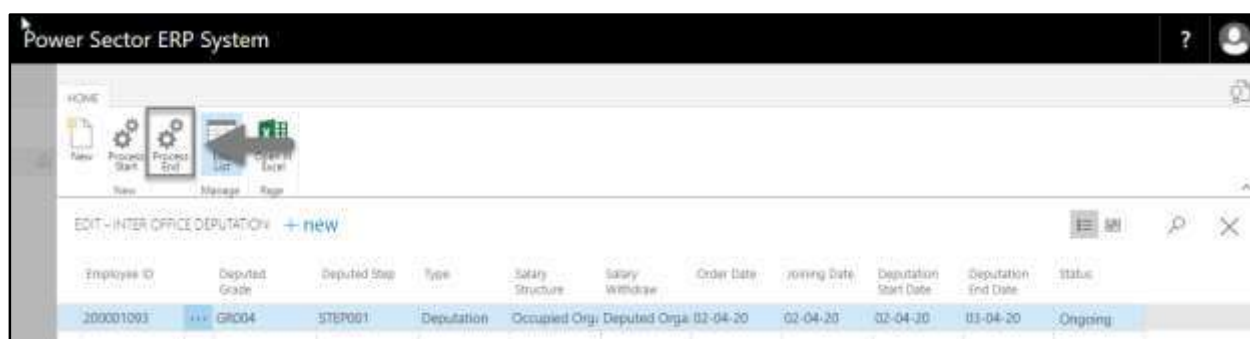 Power Sector ERP System ?
HOME
New Process Start Process End List Open in Excel
New Manage Page
EDIT - INTER OFFICE DEPUTATION + new
Employee ID Deputed Grade Deputed Step Type Salary Structure Salary Withdraw Order Date Joining Date Deputation Start Date Deputation End Date Status
200001093 ... GR004 STEP001 Deputation Occupied Orga Deputed Orga 02-04-20 02-04-20 02-04-20 03-04-20 Ongoing